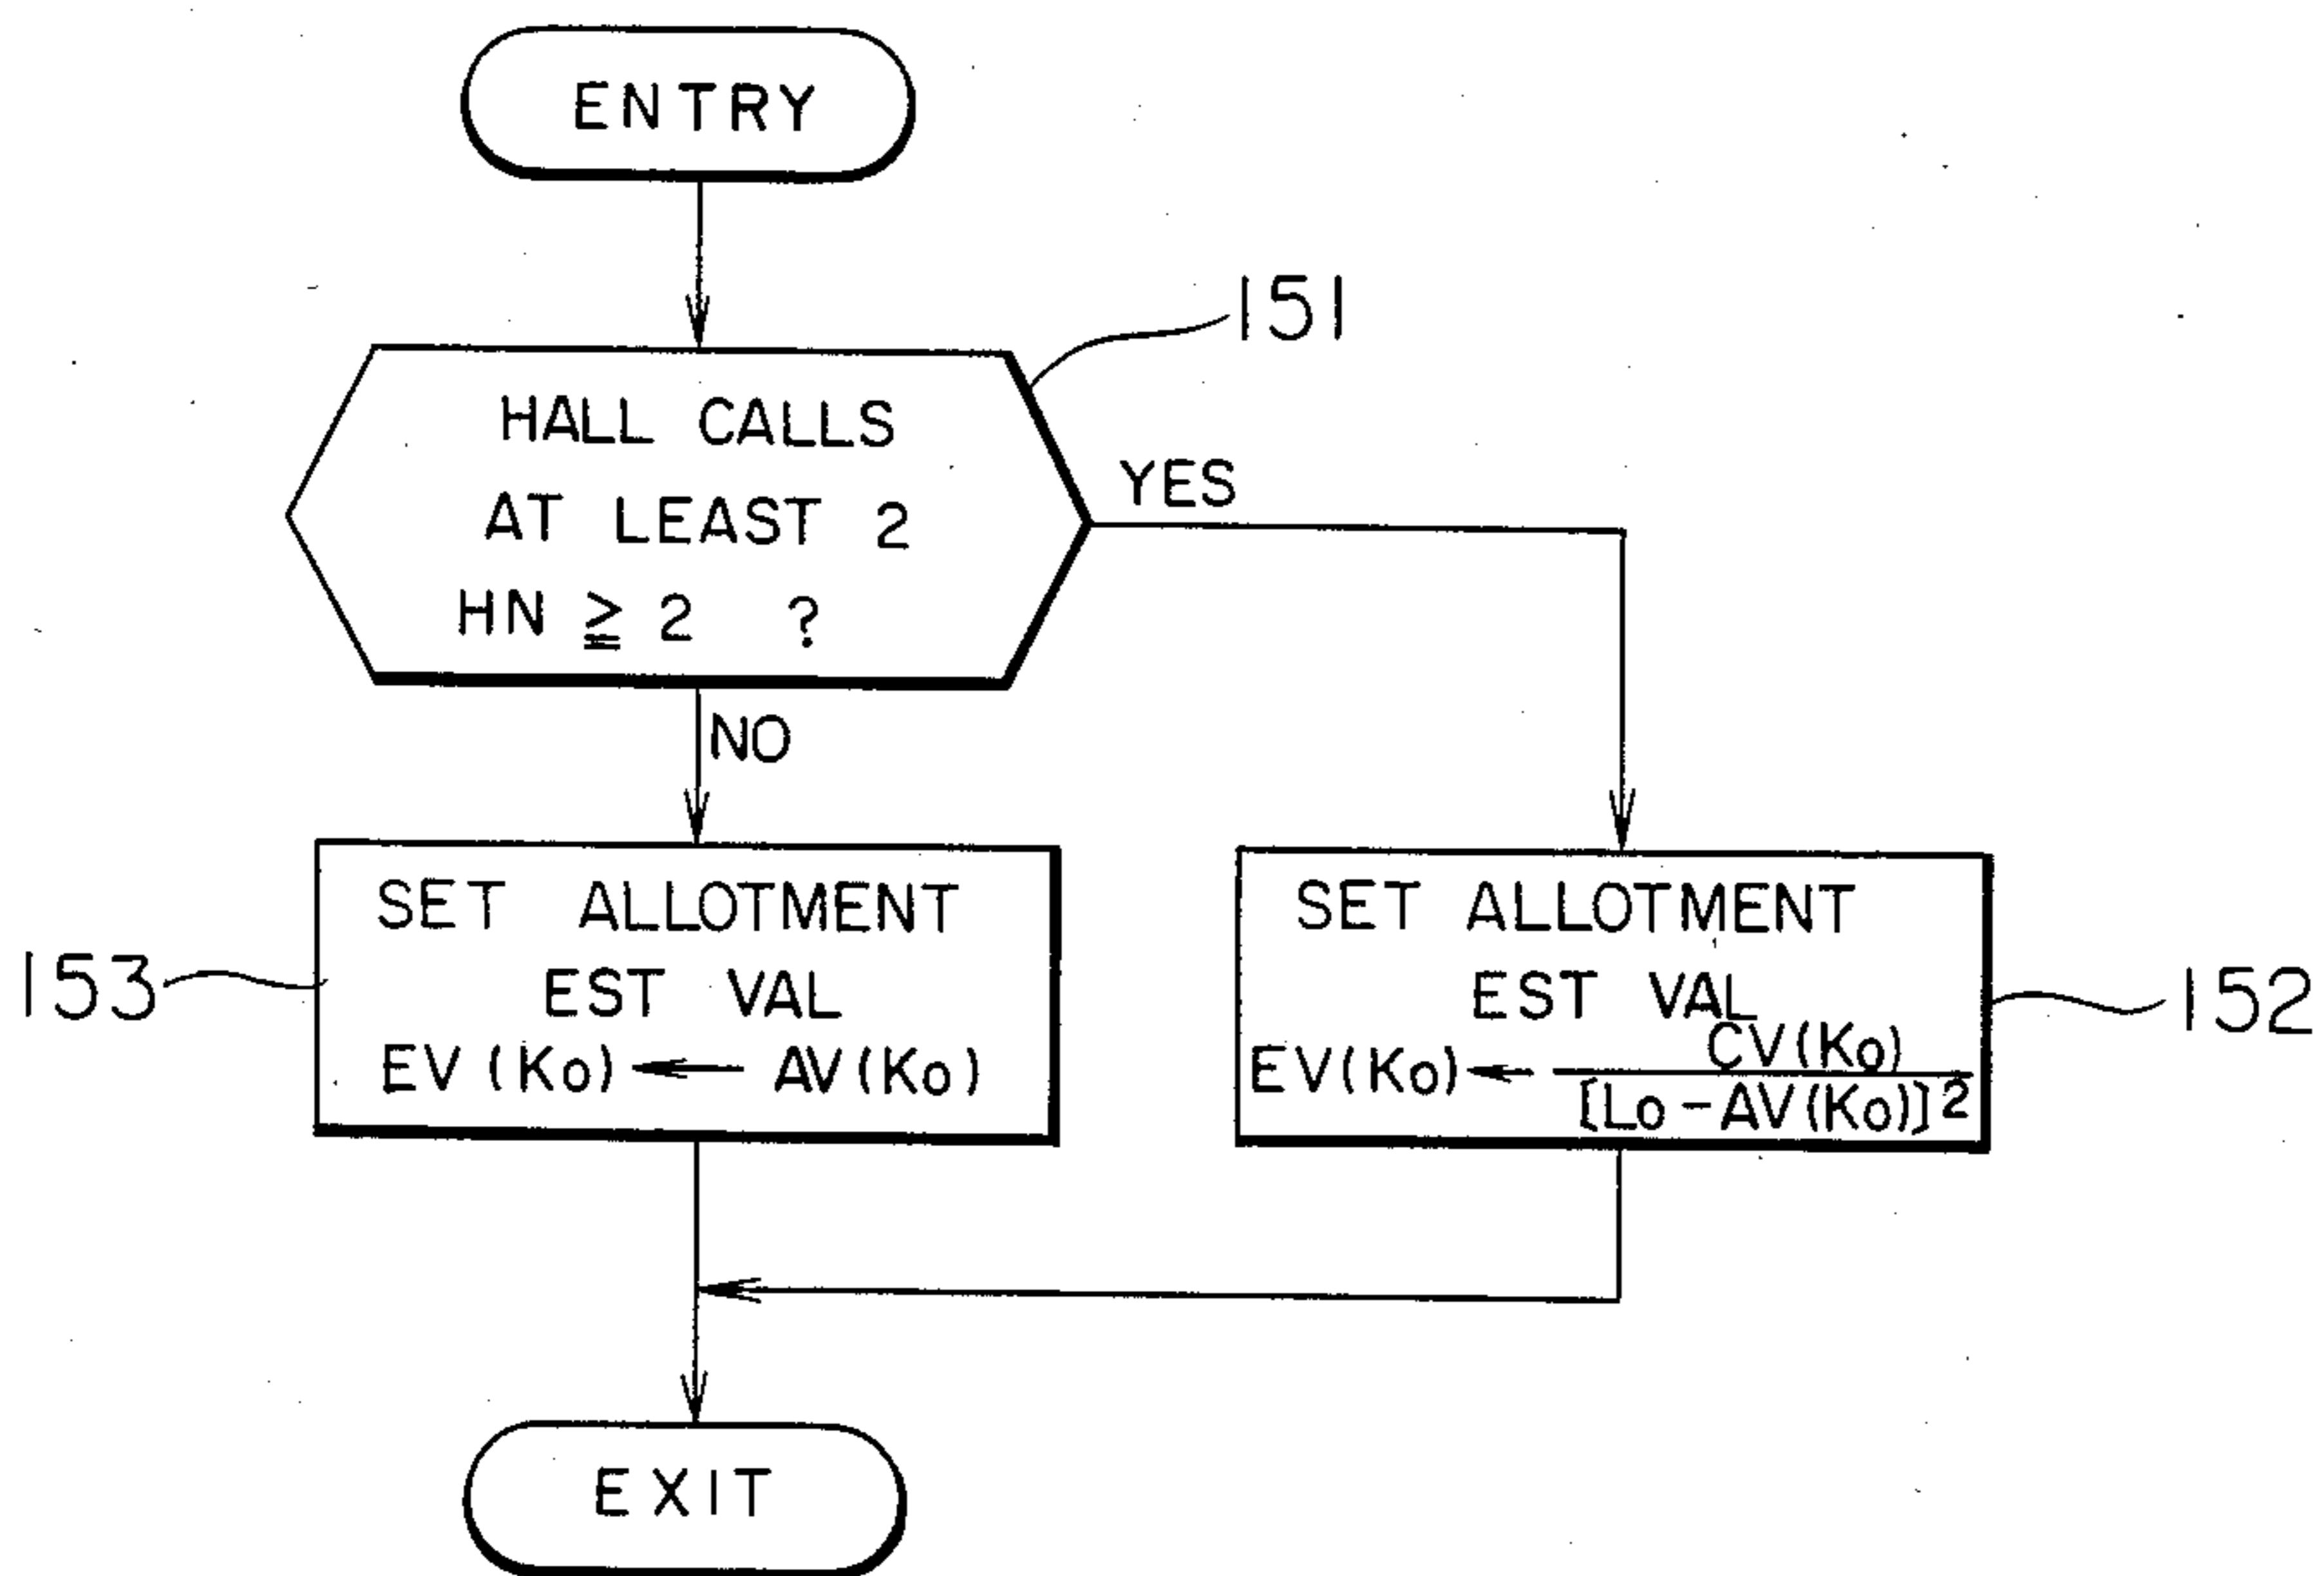 ENTRY
151
HALL CALLS
AT LEAST 2
HN ≧ 2 ?
YES
NO
153
SET ALLOTMENT
EST VAL
EV (Ko) ← AV(Ko)
SET ALLOTMENT
EST VAL
CV(Ko)
EV(Ko) ←
[Lo-AV(Ko)]2
152
EXIT